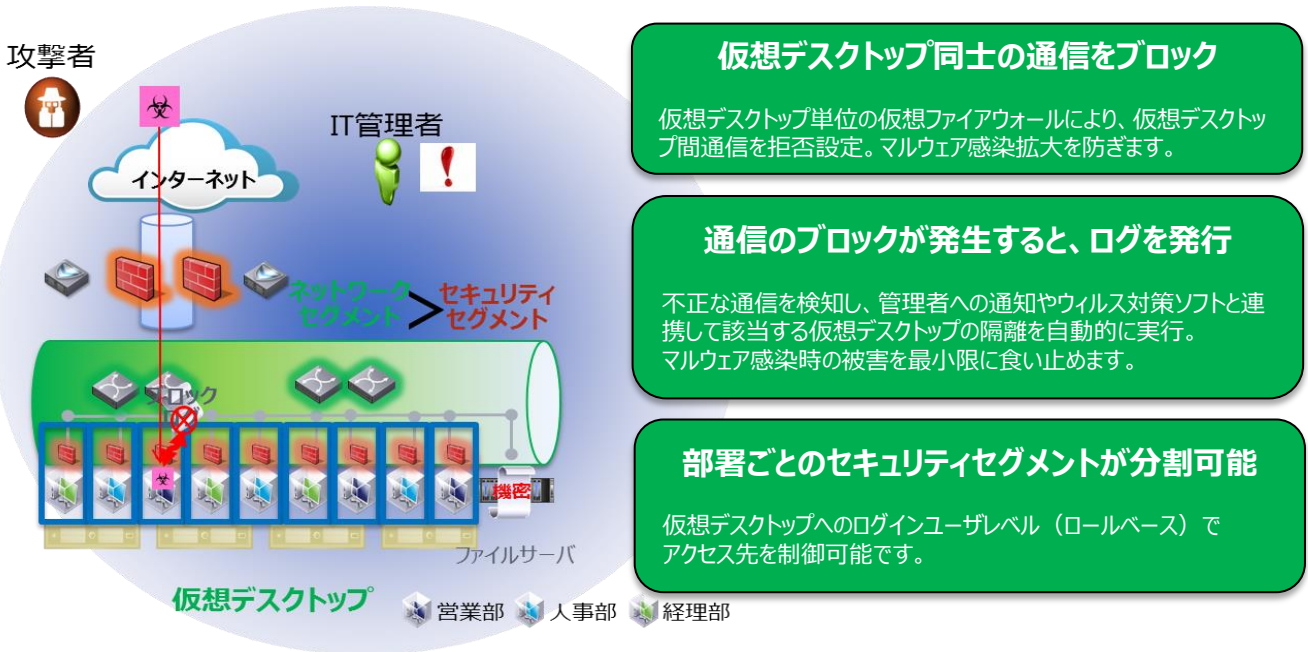 攻撃者
IT管理者
インターネット
ネットワーク
セグメント
>
セキュリティ
セグメント
ブロック
機密
ファイルサーバ
仮想デスクトップ
営業部
人事部
経理部
仮想デスクトップ同士の通信をブロック
仮想デスクトップ単位の仮想ファイアウォールにより、仮想デスクトッ
プ間通信を拒否設定。マルウェア感染拡大を防ぎます。
通信のブロックが発生すると、ログを発行
不正な通信を検知し、管理者への通知やウィルス対策ソフトと連
携して該当する仮想デスクトップの隔離を自動的に実行。
マルウェア感染時の被害を最小限に食い止めます。
部署ごとのセキュリティセグメントが分割可能
仮想デスクトップへのログインユーザレベル（ロールベース）で
アクセス先を制御可能です。